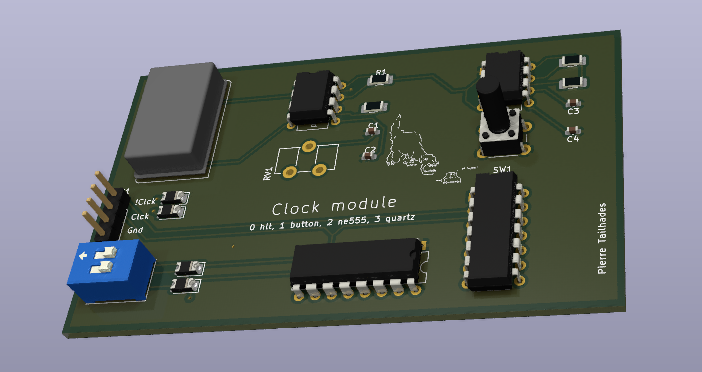 R1
C1
C2
C3
C4
RV1
SW1
!Clck
Clck
Gnd
Clock module
0 hlt, 1 button, 2 ne555, 3 quartz
Pierre Tailhades